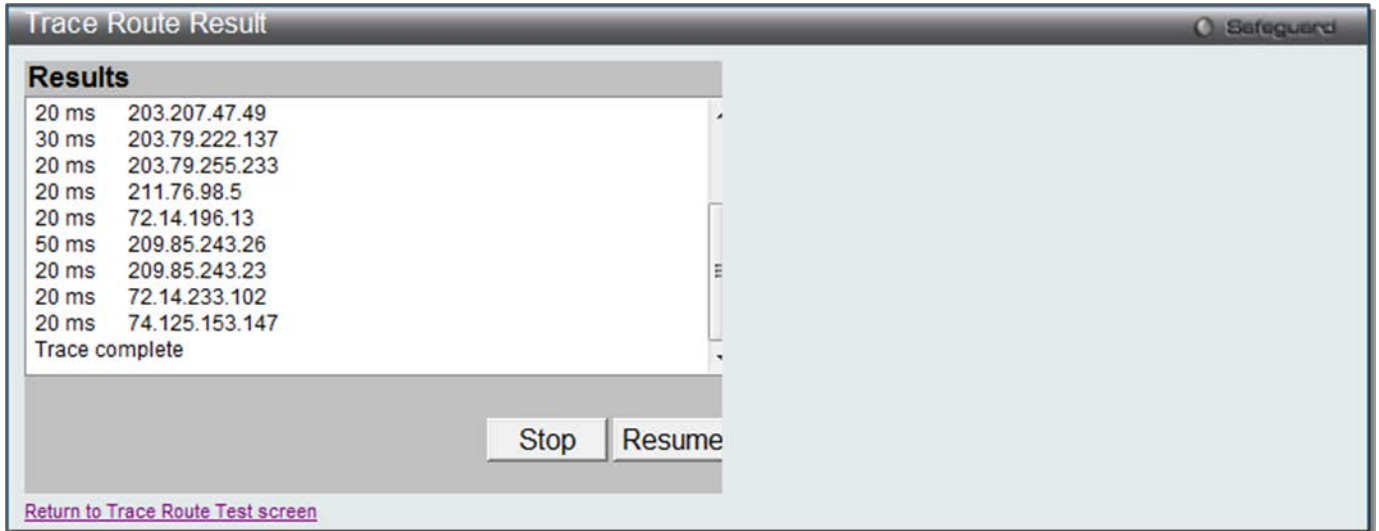 Trace Route Result
Safeguard
Results
20 ms 203.207.47.49
30 ms 203.79.222.137
20 ms 203.79.255.233
20 ms 211.76.98.5
20 ms 72.14.196.13
50 ms 209.85.243.26
20 ms 209.85.243.23
20 ms 72.14.233.102
20 ms 74.125.153.147
Trace complete
Stop Resume
Return to Trace Route Test screen